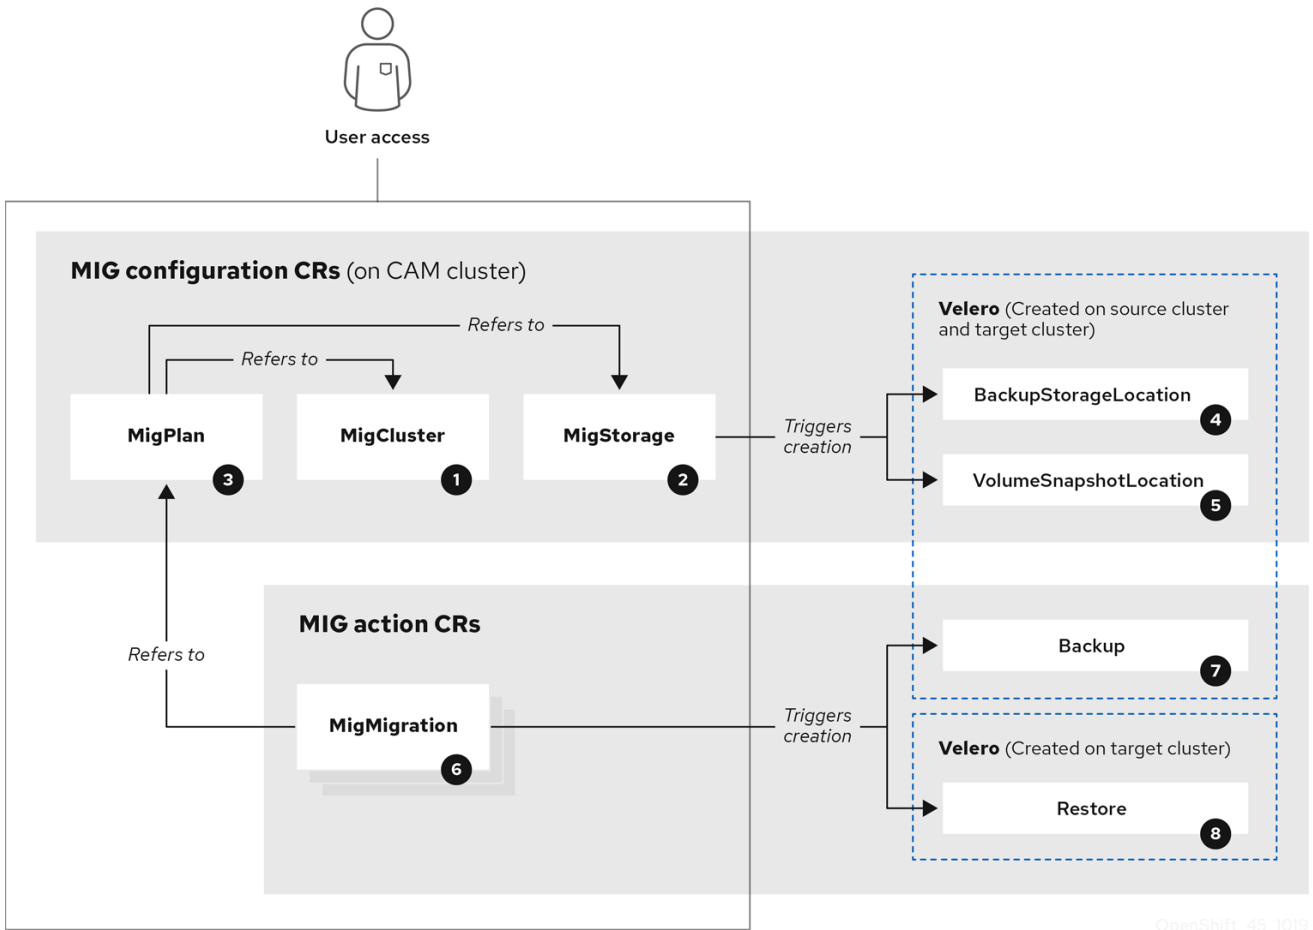 User access
MIG configuration CRs (on CAM cluster)
Refers to
Refers to
MigPlan
3
MigCluster
1
MigStorage
2
Triggers
creation
Velero (Created on source cluster
and target cluster)
BackupStorageLocation
4
VolumeSnapshotLocation
5
MIG action CRs
Refers to
MigMigration
6
Triggers
creation
Backup
7
Velero (Created on target cluster)
Restore
8
OpenShift_45_1019